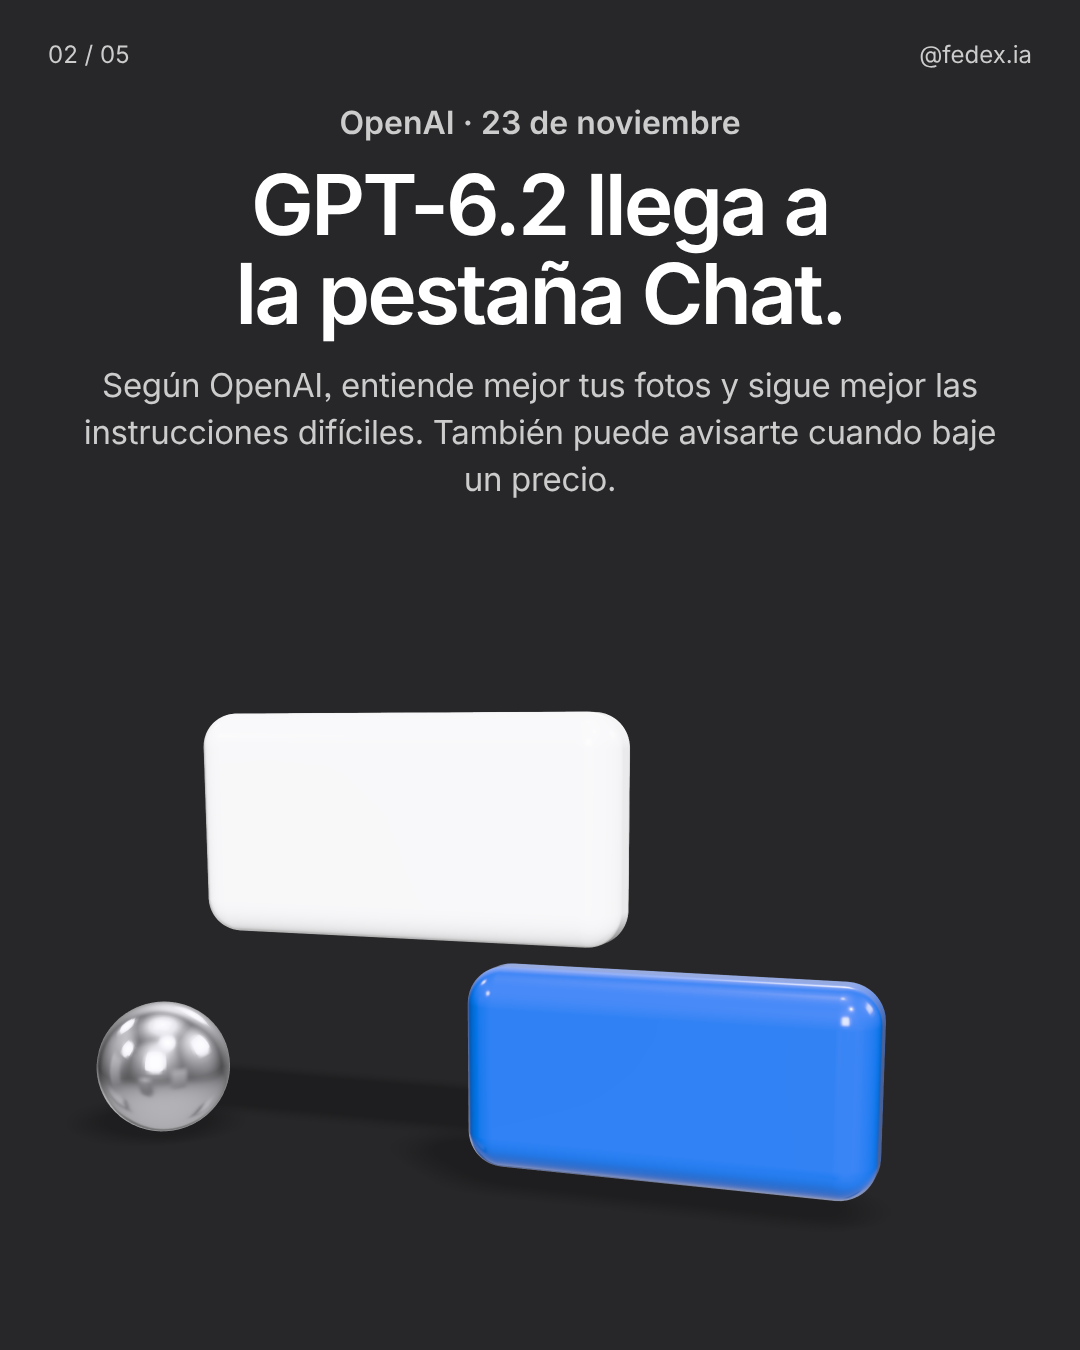 02 / 05
@fedex.ia
OpenAI · 23 de noviembre
GPT-6.2 llega a
la pestaña Chat.
Según OpenAI, entiende mejor tus fotos y sigue mejor las
instrucciones difíciles. También puede avisarte cuando baje
un precio.